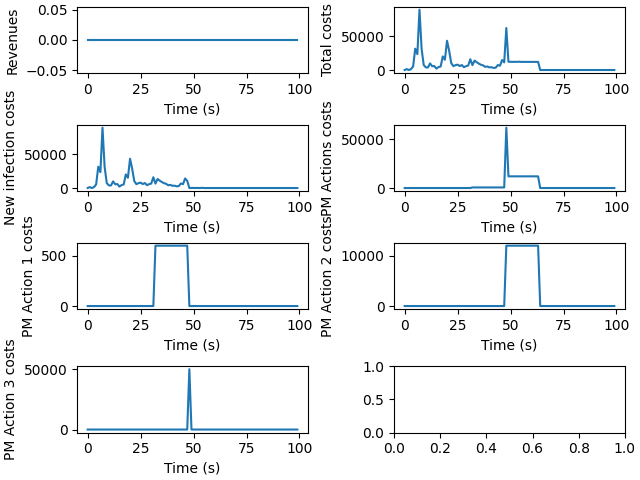 Revenues
0.05
0.00
−0.05
0 25 50 75 100
Time (s)
Total costs
50000
0
0 25 50 75 100
Time (s)
New infection costs
50000
0
0 25 50 75 100
Time (s)
PM Actions costs
50000
0
0 25 50 75 100
Time (s)
PM Action 1 costs
500
0
0 25 50 75 100
Time (s)
PM Action 2 costs
10000
0
0 25 50 75 100
Time (s)
PM Action 3 costs
50000
0
0 25 50 75 100
Time (s)
1.0
0.5
0.0
0.0 0.2 0.4 0.6 0.8 1.0